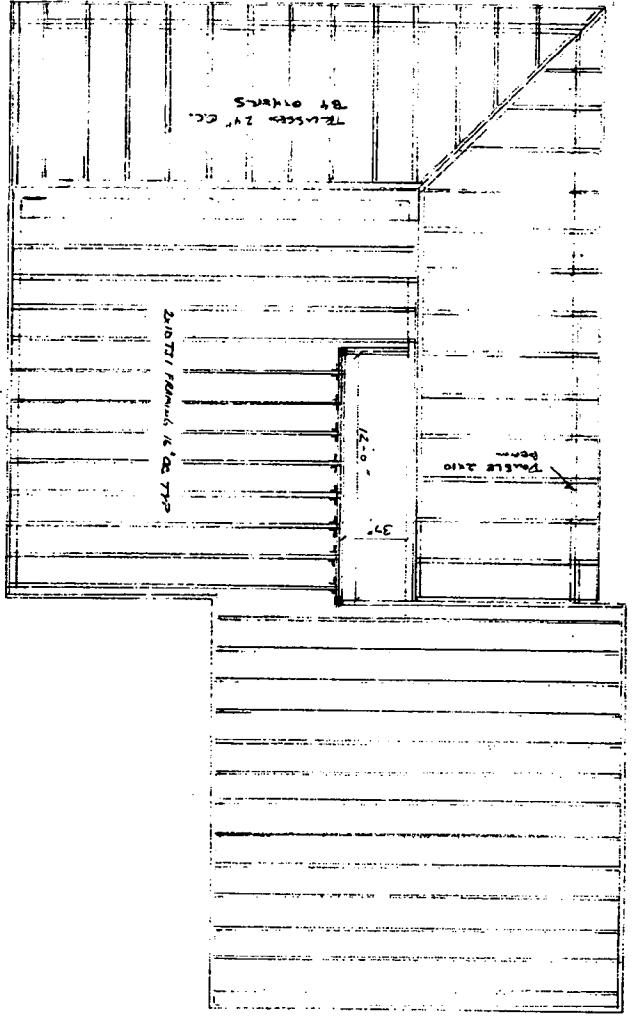 TRUSSES 24" O.C.
BY OTHERS
2x10 TJI FRAMING 16" OC TYP
12'-0"
37"
DOUBLE 2x10
BEAM